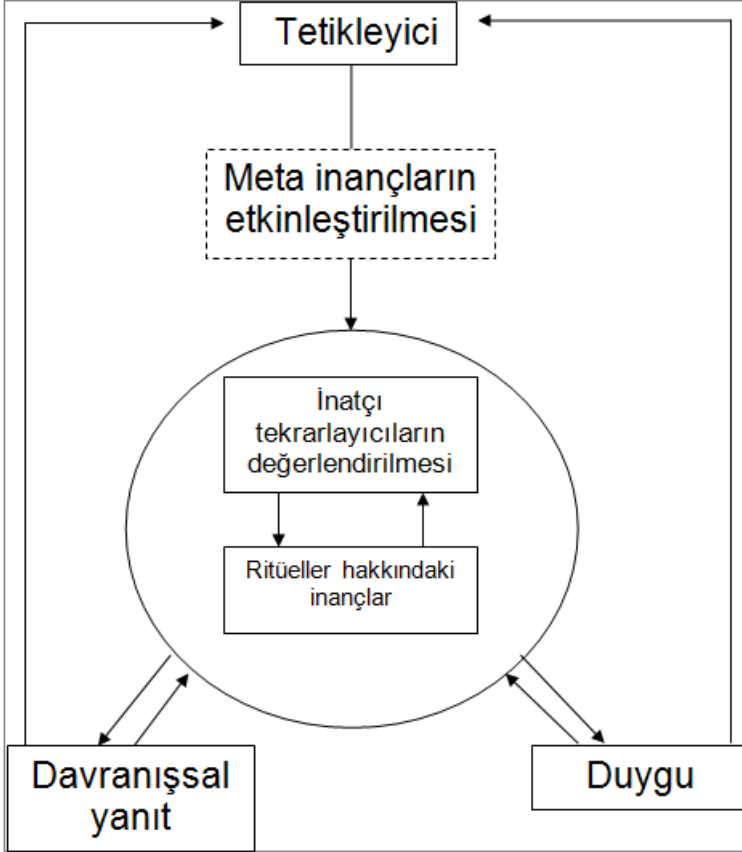 Tetikleyici
Meta inançların
etkinleştirilmesi
İnatçı
tekrarlayıcıların
değerlendirilmesi
Ritüeller hakkındaki
inançlar
Davranışsal
yanıt
Duygu